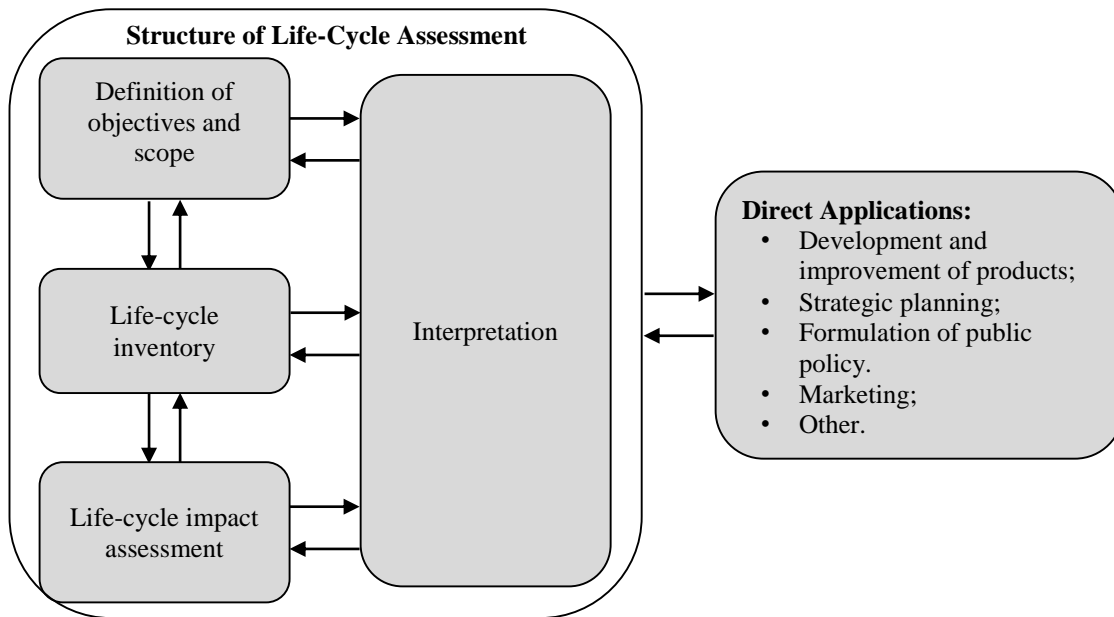 Structure of Life-Cycle Assessment
Definition of
objectives and
scope
Life-cycle
inventory
Life-cycle impact
assessment
Interpretation
Direct Applications:
• Development and
improvement of products;
• Strategic planning;
• Formulation of public
policy.
• Marketing;
• Other.